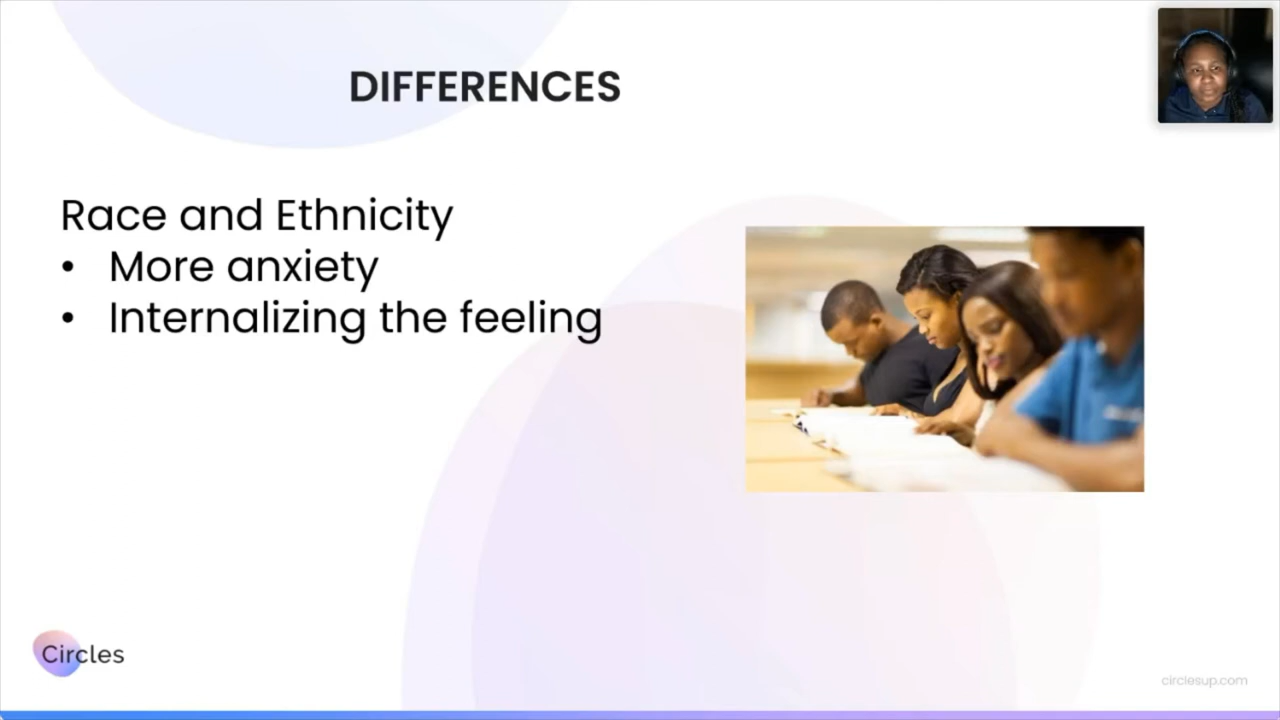 DIFFERENCES
Race and Ethnicity
• More anxiety
• Internalizing the feeling
Circles
circlesup.com